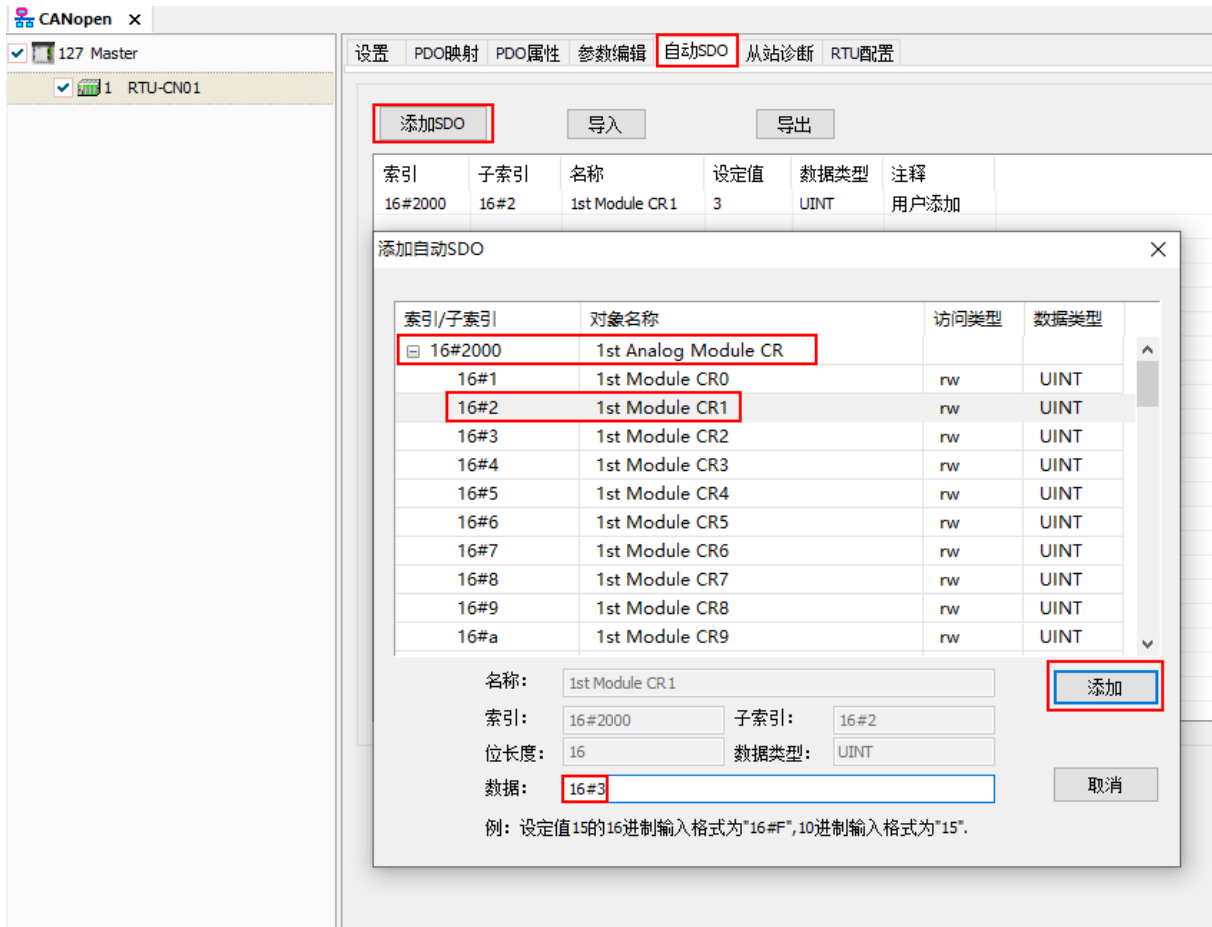 CANopen x
127 Master
1 RTU-CN01
设置 PDO映射 PDO属性 参数编辑 自动SDO 从站诊断 RTU配置
添加SDO 导入 导出
索引 子索引 名称 设定值 数据类型 注释
16#2000 16#2 1st Module CR1 3 UINT 用户添加
添加自动SDO
索引/子索引 对象名称 访问类型 数据类型
16#2000 1st Analog Module CR
16#1 1st Module CR0 rw UINT
16#2 1st Module CR1 rw UINT
16#3 1st Module CR2 rw UINT
16#4 1st Module CR3 rw UINT
16#5 1st Module CR4 rw UINT
16#6 1st Module CR5 rw UINT
16#7 1st Module CR6 rw UINT
16#8 1st Module CR7 rw UINT
16#9 1st Module CR8 rw UINT
16#a 1st Module CR9 rw UINT
名称: 1st Module CR1 添加
索引: 16#2000 子索引: 16#2
位长度: 16 数据类型: UINT
数据: 16#3 取消
例: 设定值15的16进制输入格式为"16#F",10进制输入格式为"15".